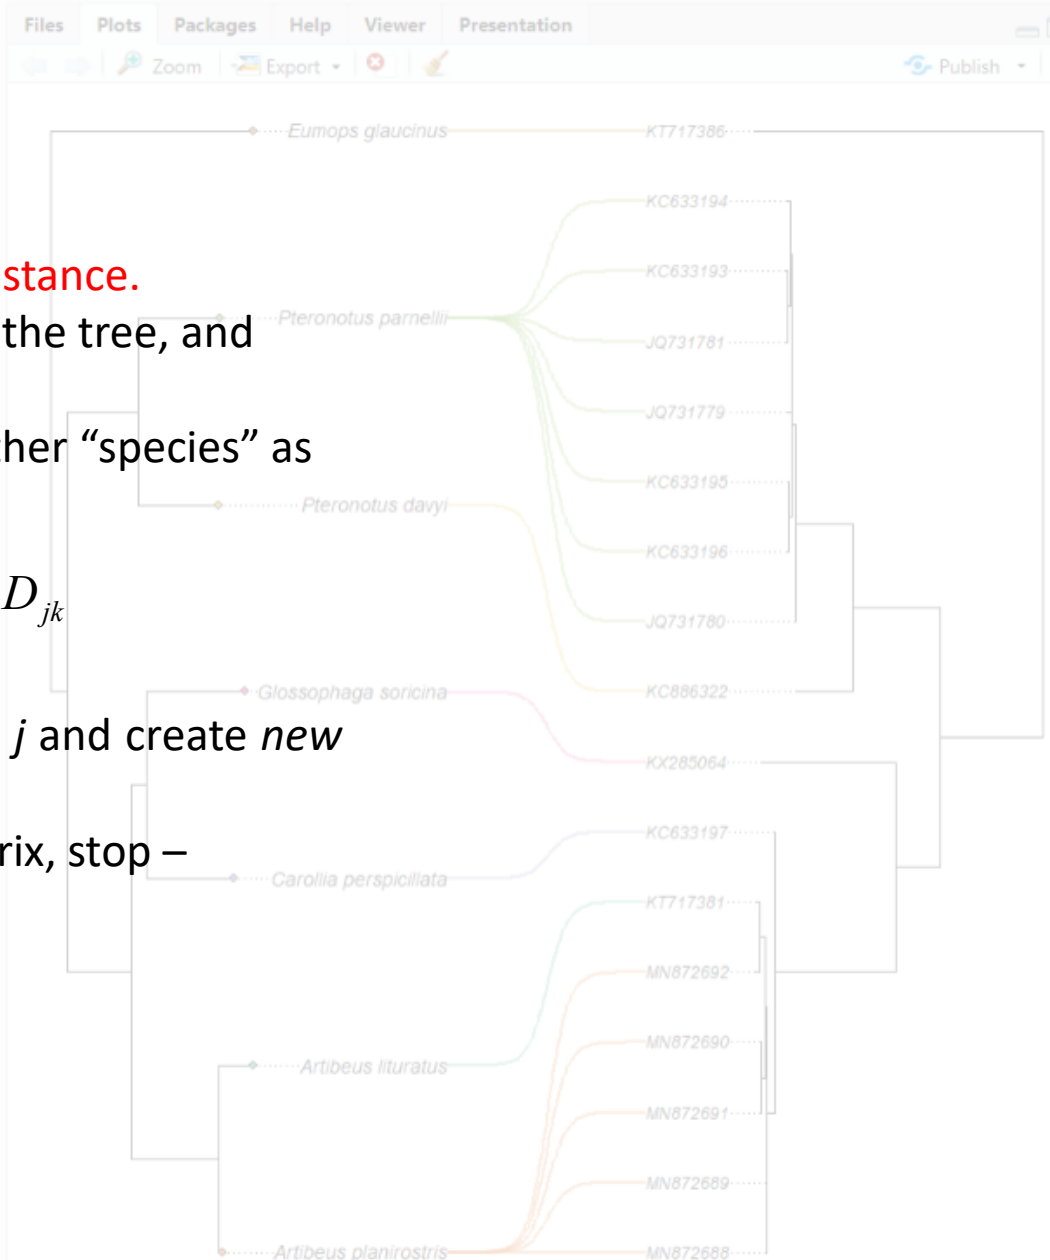 Files Plots Packages Help Viewer Presentation
Zoom Export Publish
Eumops glaucinus KT717386
KC633194
stance.
KC633193
Pteronotus parnellii
the tree, and
JQ731781
JQ731779
ther “species” as
KC633195
Pteronotus davyi
KC633196
D_jk
JQ731780
Glossophaga soricina KC886322
j and create new
KX285064
KC633197
rix, stop –
Carollia perspicillata
KT717381
MN872692
MN872690
Artibeus lituratus
MN872691
MN872689
Artibeus planirostris MN872688